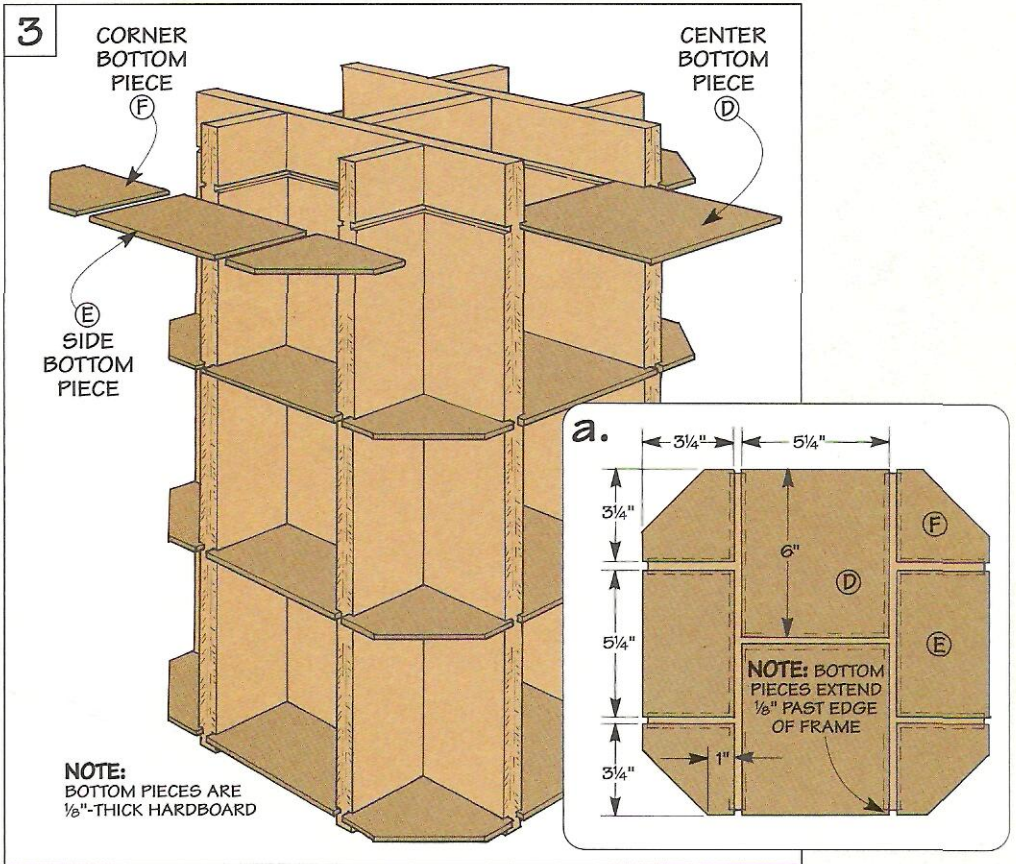 3
CORNER
BOTTOM
PIECE
F
CENTER
BOTTOM
PIECE
D
E
SIDE
BOTTOM
PIECE
NOTE:
BOTTOM PIECES ARE
⅛"-THICK HARDBOARD
a.
3¼"
5¼"
3¼"
F
6"
D
5¼"
E
NOTE: BOTTOM
PIECES EXTEND
⅛" PAST EDGE
OF FRAME
3¼"
1"